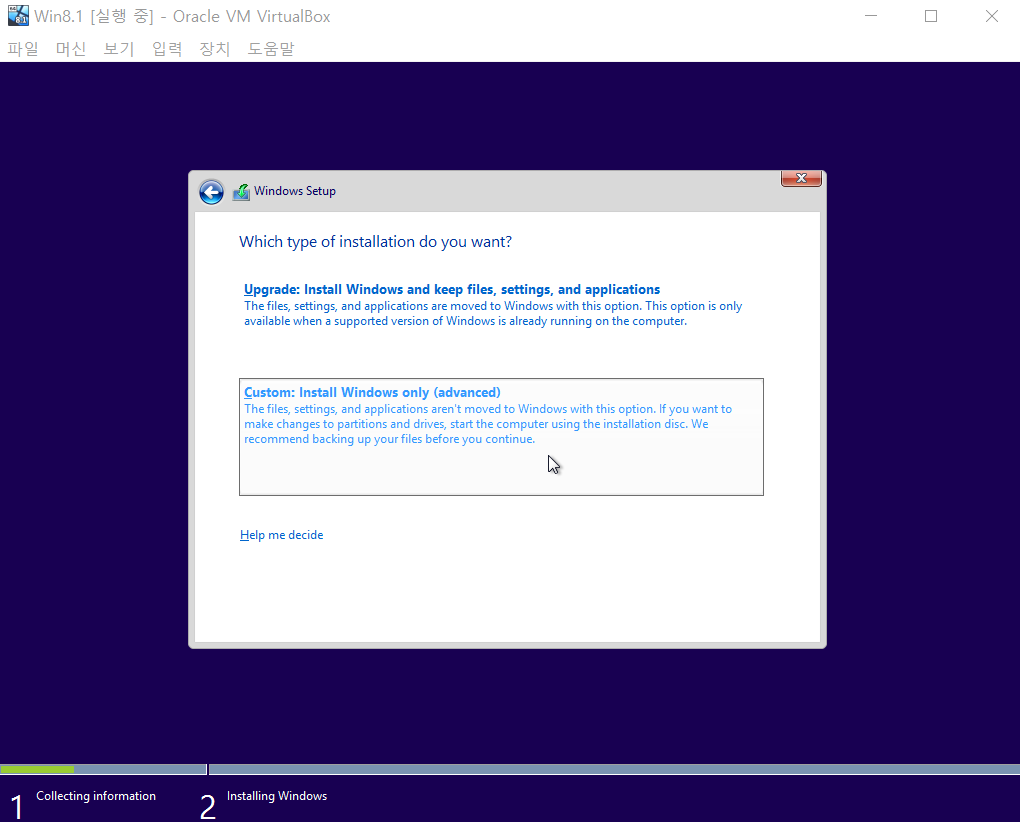 Win8.1 [실행 중] - Oracle VM VirtualBox
파일 머신 보기 입력 장치 도움말
Windows Setup
Which type of installation do you want?
Upgrade: Install Windows and keep files, settings, and applications
The files, settings, and applications are moved to Windows with this option. This option is only
available when a supported version of Windows is already running on the computer.
Custom: Install Windows only (advanced)
The files, settings, and applications aren't moved to Windows with this option. If you want to
make changes to partitions and drives, start the computer using the installation disc. We
recommend backing up your files before you continue.
Help me decide
1 Collecting information 2 Installing Windows